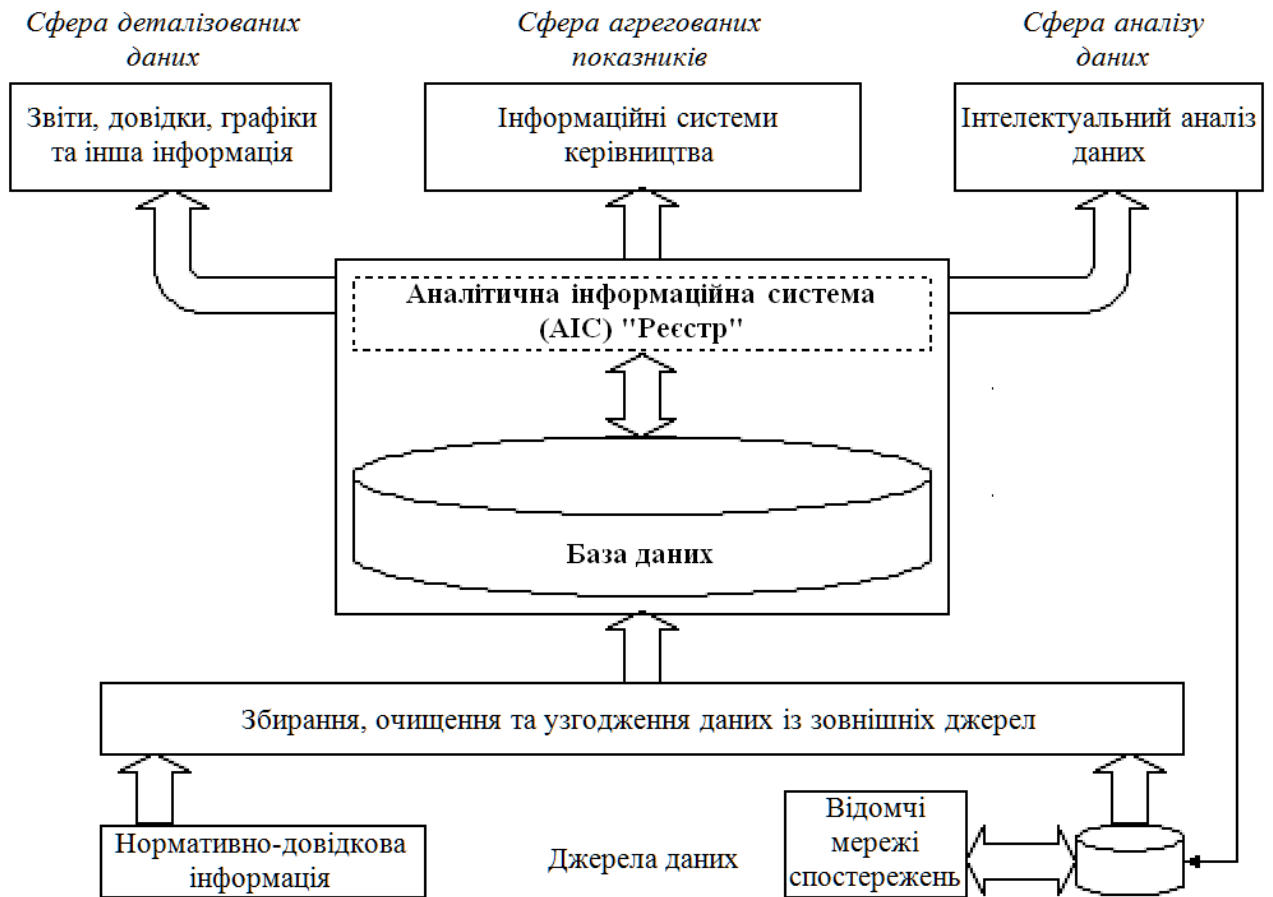 Сфера деталізованих
даних
Сфера агрегованих
показників
Сфера аналізу
даних
Звіти, довідки, графіки
та інша інформація
Інформаційні системи
керівництва
Інтелектуальний аналіз
даних
Аналітична інформаційна система
(АІС) "Реєстр"
База даних
Збирання, очищення та узгодження даних із зовнішніх джерел
Нормативно-довідкова
інформація
Джерела даних
Відомчі
мережі
спостережень